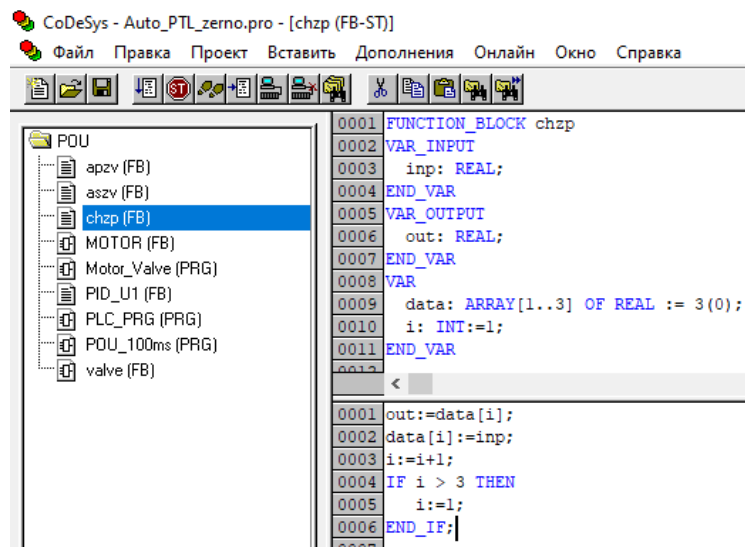 CoDeSys - Auto_PTL_zerno.pro - [chzp (FB-ST)]
Файл Правка Проект Вставить Дополнения Онлайн Окно Справка
POU
apzv (FB)
aszv (FB)
chzp (FB)
MOTOR (FB)
Motor_Valve (PRG)
PID_U1 (FB)
PLC_PRG (PRG)
POU_100ms (PRG)
valve (FB)
0001 FUNCTION_BLOCK chzp
0002 VAR_INPUT
0003 inp: REAL;
0004 END_VAR
0005 VAR_OUTPUT
0006 out: REAL;
0007 END_VAR
0008 VAR
0009 data: ARRAY[1..3] OF REAL := 3(0);
0010 i: INT:=1;
0011 END_VAR
0001 out:=data[i];
0002 data[i]:=inp;
0003 i:=i+1;
0004 IF i > 3 THEN
0005 i:=1;
0006 END_IF;